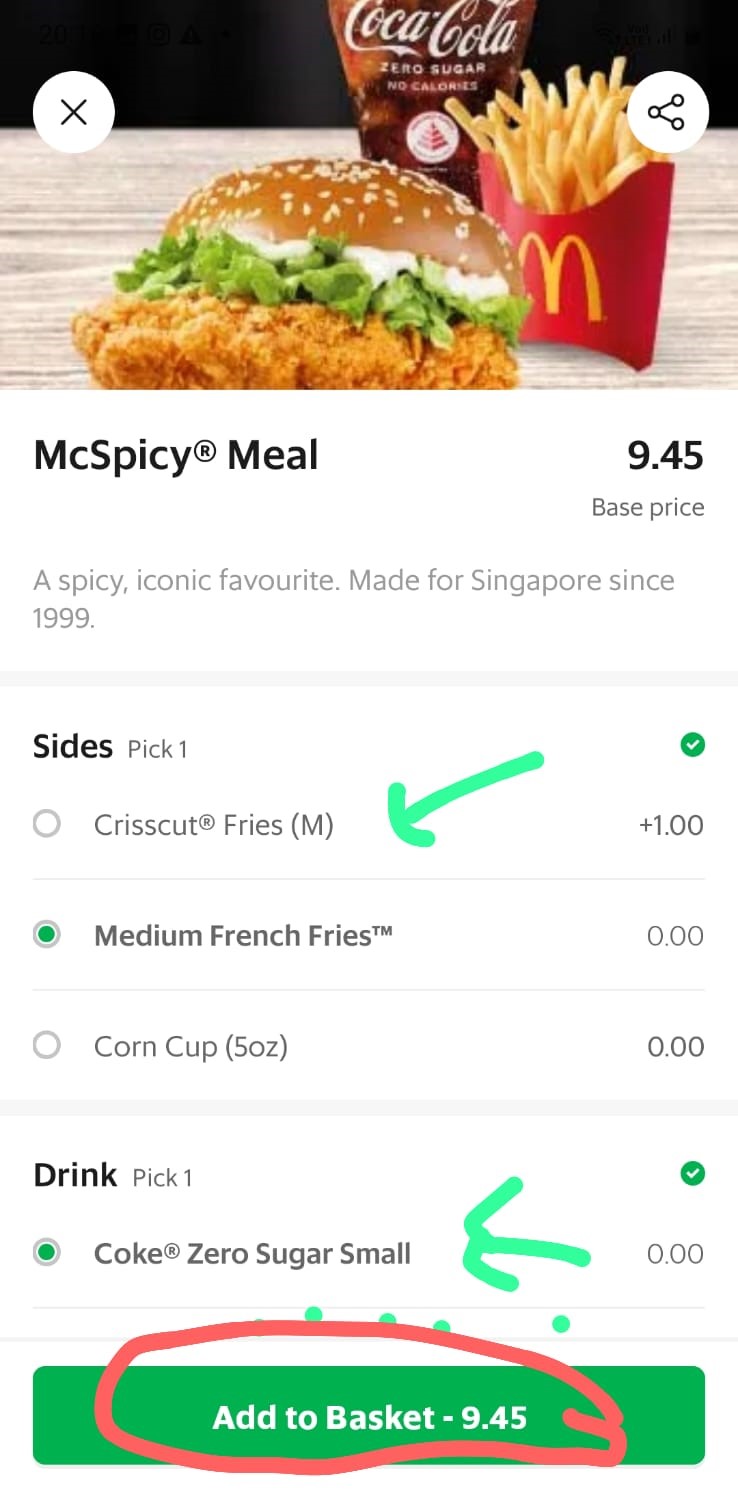 Coca-Cola
ZERO SUGAR
NO CALORIES
McSpicy® Meal
9.45
Base price
A spicy, iconic favourite. Made for Singapore since
1999.
Sides Pick 1
Crisscut® Fries (M)
+1.00
Medium French Fries™
0.00
Corn Cup (5oz)
0.00
Drink Pick 1
Coke® Zero Sugar Small
0.00
Add to Basket - 9.45